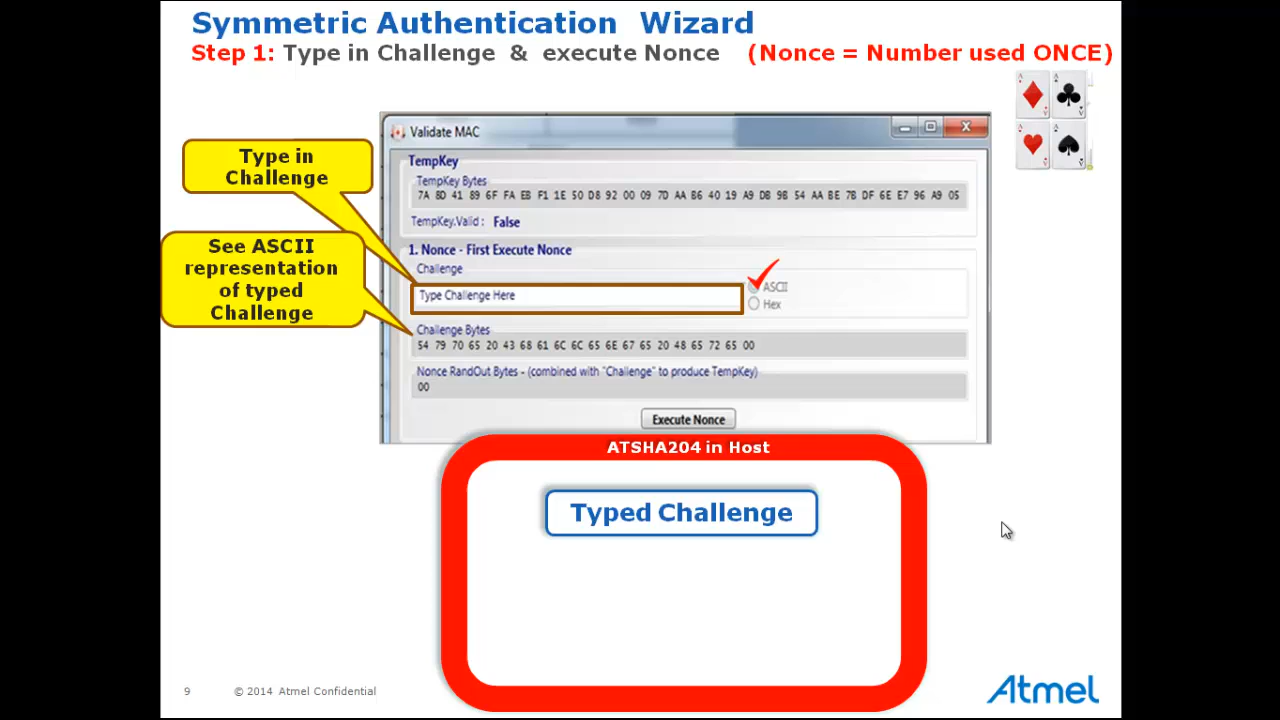 Symmetric Authentication Wizard
Step 1: Type in Challenge & execute Nonce (Nonce = Number used ONCE)
Type in
Challenge
See ASCII
representation
of typed
Challenge
Validate MAC
TempKey
TempKey Bytes
7A 8D 41 89 6F FA EB F1 1E 50 D8 92 00 09 7D AA B6 40 19 A9 DB 9B 54 AA BE 7B DF 6E E7 96 A9 05
TempKey.Valid : False
1. Nonce - First Execute Nonce
Challenge
Type Challenge Here
ASCII
Hex
Challenge Bytes
54 79 70 65 20 43 68 61 6C 6C 65 6E 67 65 20 48 65 72 65 00
Nonce RandOut Bytes - (combined with "Challenge" to produce TempKey)
00
Execute Nonce
ATSHA204 in Host
Typed Challenge
9 © 2014 Atmel Confidential
Atmel